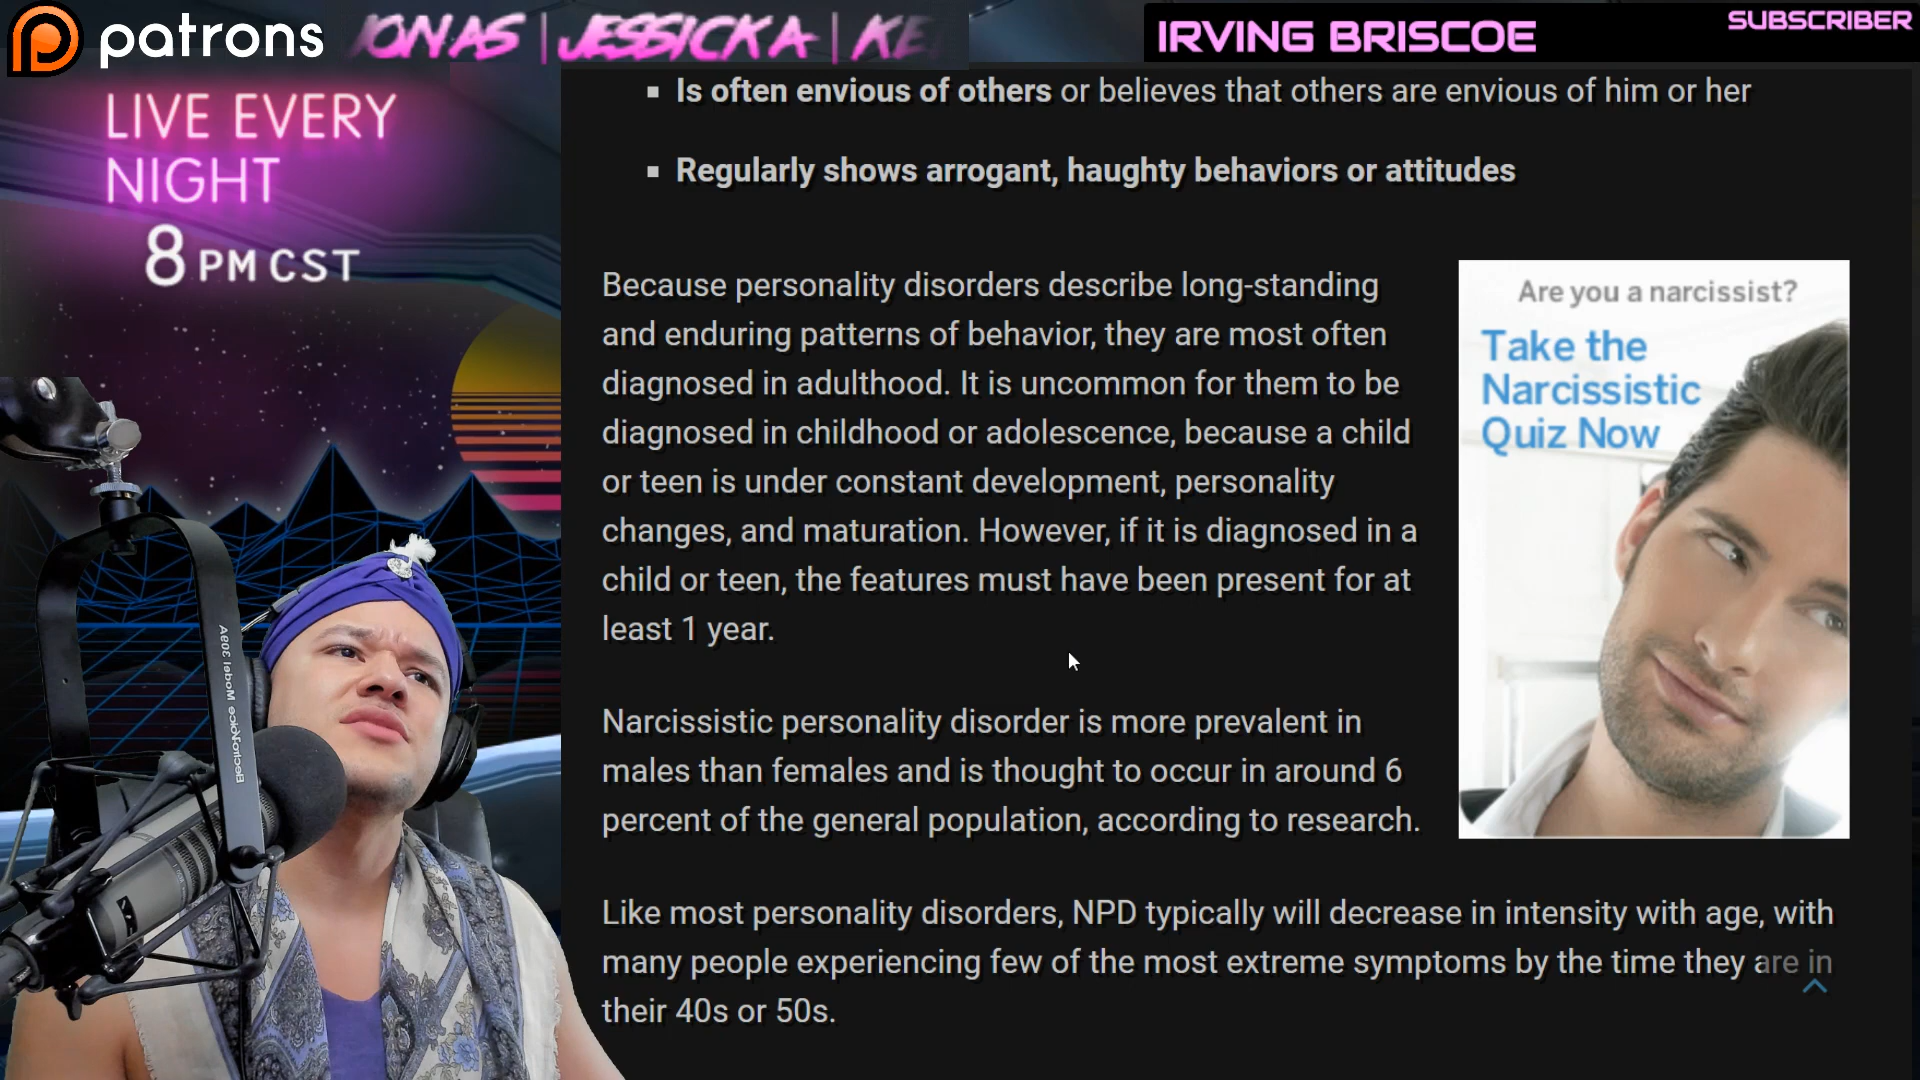 patrons
JONAS | JESSICKA | KE
IRVING BRISCOE
SUBSCRIBER
LIVE EVERY
NIGHT
8 PM CST
▪ Is often envious of others or believes that others are envious of him or her
▪ Regularly shows arrogant, haughty behaviors or attitudes
Because personality disorders describe long-standing
and enduring patterns of behavior, they are most often
diagnosed in adulthood. It is uncommon for them to be
diagnosed in childhood or adolescence, because a child
or teen is under constant development, personality
changes, and maturation. However, if it is diagnosed in a
child or teen, the features must have been present for at
least 1 year.
Are you a narcissist?
Take the
Narcissistic
Quiz Now
Narcissistic personality disorder is more prevalent in
males than females and is thought to occur in around 6
percent of the general population, according to research.
Like most personality disorders, NPD typically will decrease in intensity with age, with
many people experiencing few of the most extreme symptoms by the time they are in
their 40s or 50s.
ElectroVoice Model 309A